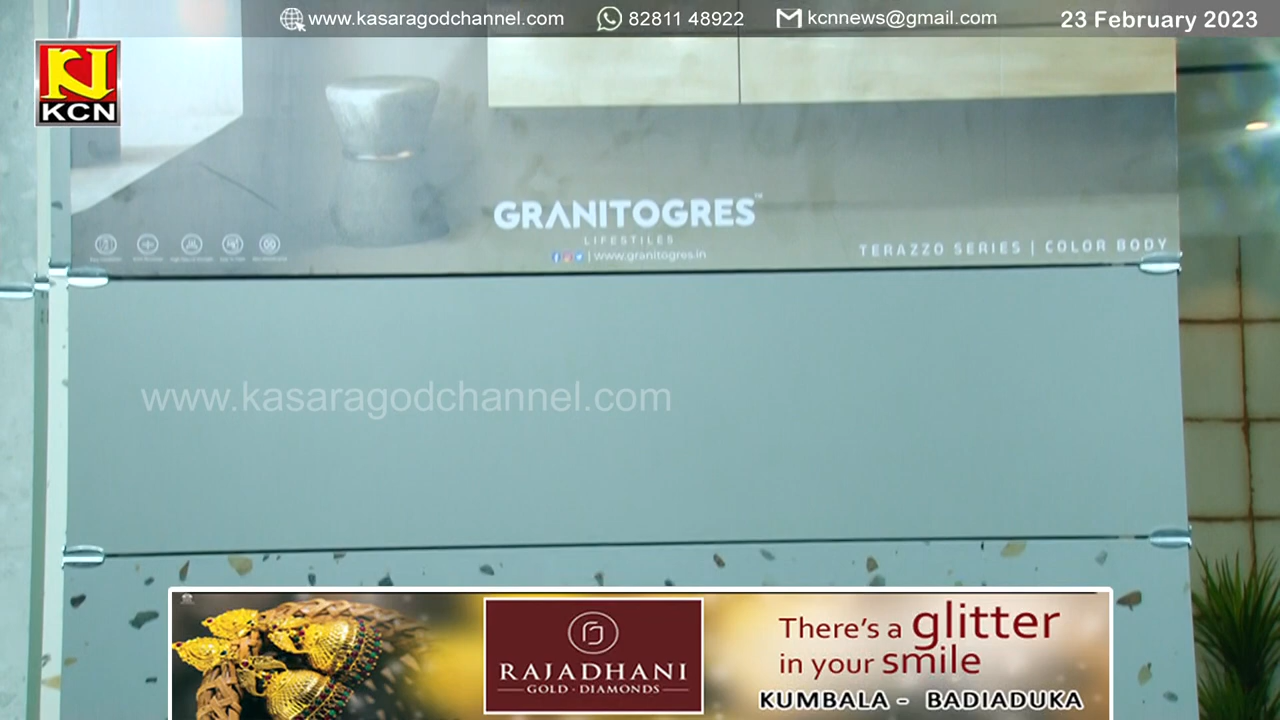 www.kasaragodchannel.com
82811 48922
kcnnews@gmail.com
23 February 2023
KCN
GRANITOGRES™
LIFESTILES
| www.granitogres.in
TERAZZO SERIES | COLOR BODY
www.kasaragodchannel.com
RAJADHANI
GOLD · DIAMONDS
There's a glitter
in your smile
KUMBALA - BADIADUKA